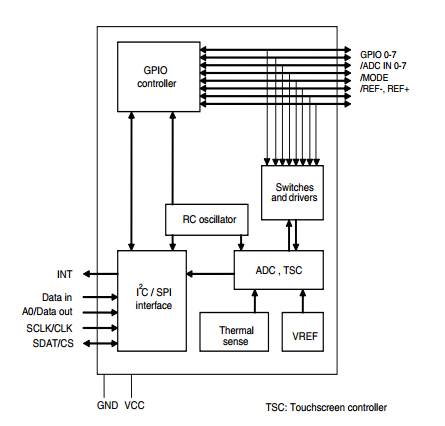 GPIO
controller
GPIO 0-7
/ADC IN 0-7
/MODE
/REF-, REF+
Switches
and drivers
RC oscillator
INT
I2C / SPI
interface
ADC , TSC
Data in
A0/Data out
SCLK/CLK
SDAT/CS
Thermal
sense
VREF
GND VCC
TSC: Touchscreen controller